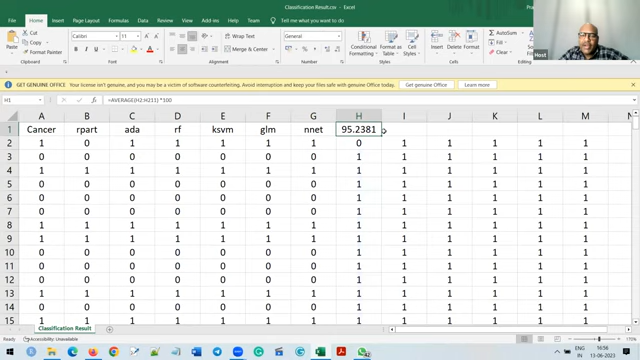 Classification Result.csv - Excel
File Home Insert Page Layout Formulas Data Review View Add-ins Help Team Tell me what you want to do
Cut
Copy
Format Painter
Paste
Clipboard Font Alignment Number Styles Cells Editing
Calibri 11
Wrap Text
Merge & Center
General
Conditional Formatting
Format as Table
Cell Styles
Insert Delete Format
AutoSum
Fill
Clear
Host
GET GENUINE OFFICE Your license isn't genuine, and you may be a victim of software counterfeiting. Avoid interruption and keep your files safe with genuine Office today. Get genuine Office Learn more
H1 fx =AVERAGE(H2:H211) *100
A B C D E F G H I J K L M N
1 Cancer rpart ada rf ksvm glm nnet 95.2381
2 1 0 1 1 1 1 1 0 1 1 1 1 1
3 0 0 0 0 0 0 0 1 1 1 1 1 1
4 0 0 0 0 0 0 0 1 1 1 1 1 1
5 0 0 0 0 0 0 0 1 1 1 1 1 1
6 0 0 0 0 0 0 0 1 1 1 1 1 1
7 0 0 0 0 0 0 0 1 1 1 1 1 1
8 1 1 1 1 1 1 1 1 1 1 1 1 1
9 1 1 1 1 1 1 1 1 1 1 1 1 1
10 0 0 0 0 0 0 0 1 1 1 1 1 1
11 0 0 0 0 0 0 0 1 1 1 1 1 1
12 0 0 0 0 0 0 0 1 1 1 1 1 1
13 1 1 1 1 1 1 1 1 1 1 1 1 1
14 0 0 0 0 0 0 0 1 1 1 1 1 1
15 1 1 1 1 1 1 1 1 1 1 1 1 1
Classification Result
Ready Accessibility: Unavailable 170%
ENG
IN
16:56
13-06-2023